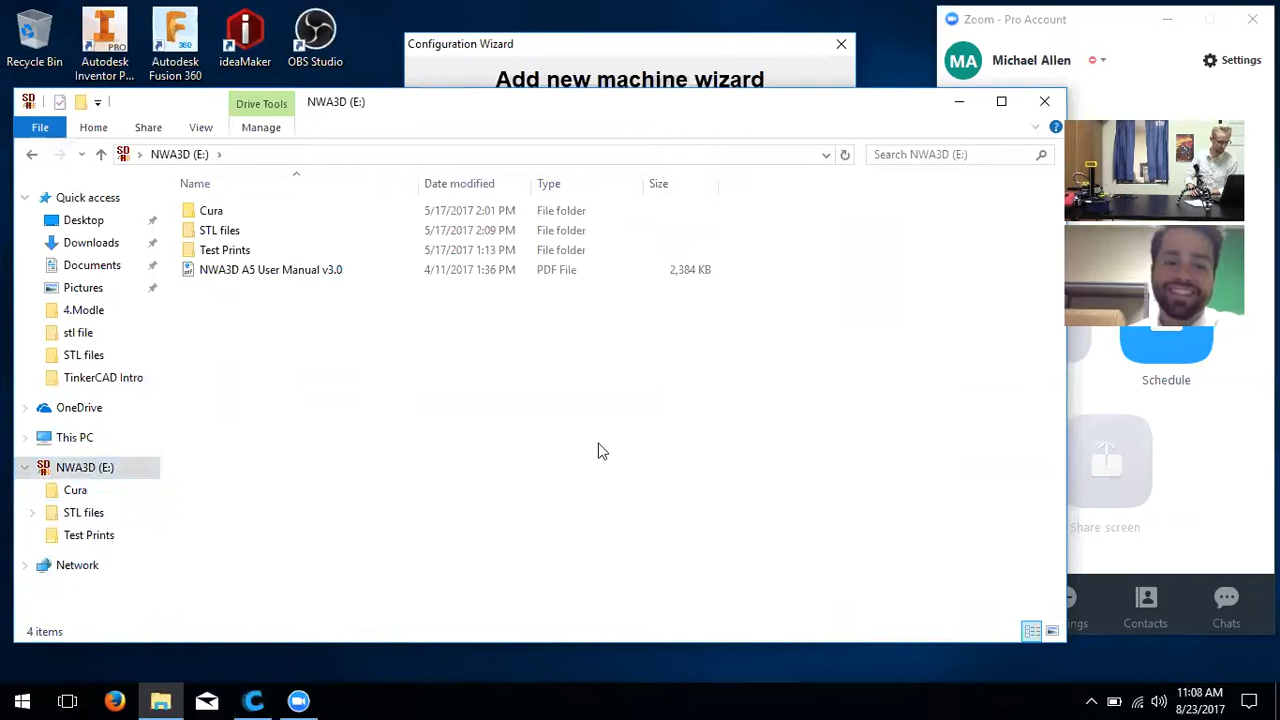 Recycle Bin
Autodesk
Inventor P...
Autodesk
Fusion 360
ideaMaker
OBS Studio
Configuration Wizard
Add new machine wizard
Zoom - Pro Account
MA
Michael Allen
Settings
Drive Tools
NWA3D (E:)
File
Home
Share
View
Manage
NWA3D (E:)
Search NWA3D (E:)
Name
Date modified
Type
Size
Cura
5/17/2017 2:01 PM
File folder
STL files
5/17/2017 2:09 PM
File folder
Test Prints
5/17/2017 1:13 PM
File folder
NWA3D A5 User Manual v3.0
4/11/2017 1:36 PM
PDF File
2,384 KB
Quick access
Desktop
Downloads
Documents
Pictures
4.Modle
stl file
STL files
TinkerCAD Intro
OneDrive
This PC
NWA3D (E:)
Cura
STL files
Test Prints
Network
4 items
Schedule
Share screen
ngs
Contacts
Chats
11:08 AM
8/23/2017